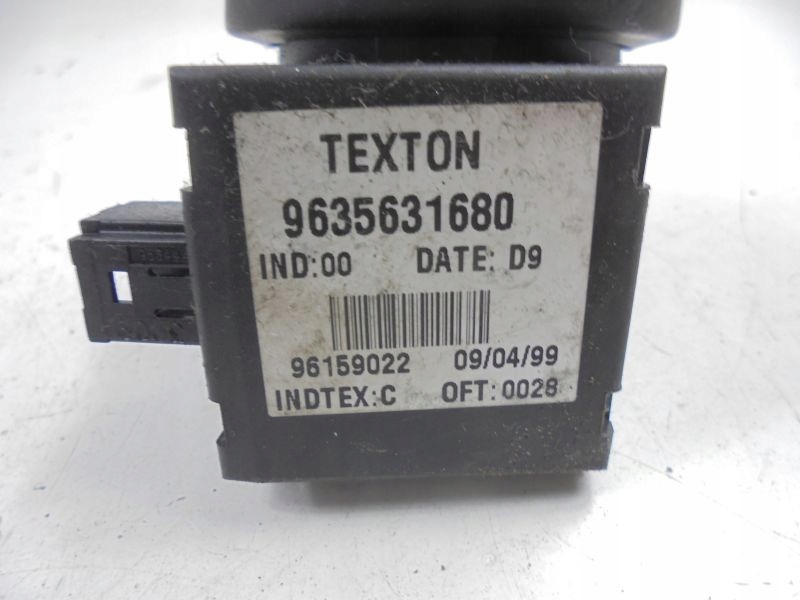 TEXTON
9635631680
IND:00 DATE: D9
96159022 09/04/99
INDTEX:C OFT:0028